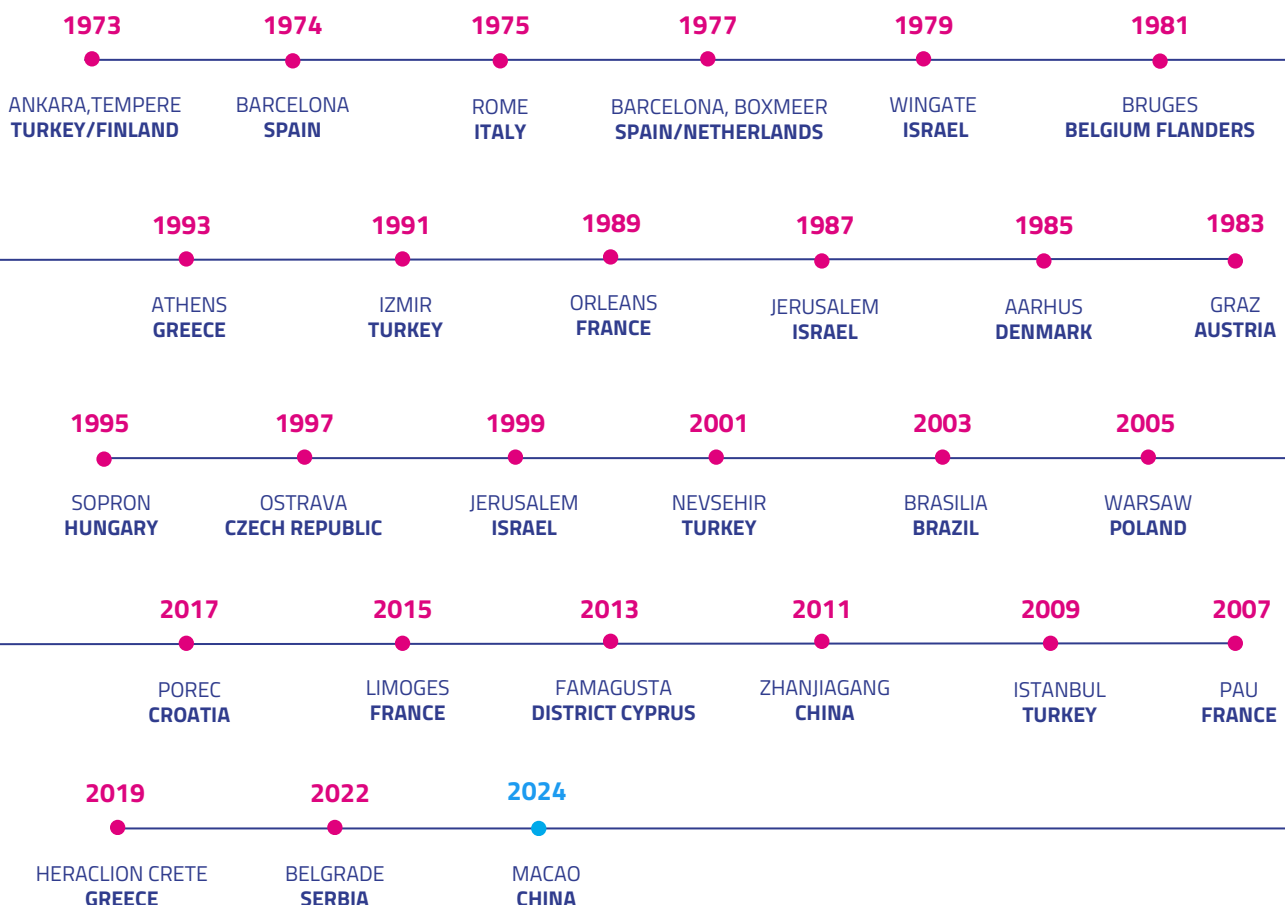 1973 1974 1975 1977 1979 1981
ANKARA,TEMPERE BARCELONA ROME BARCELONA, BOXMEER WINGATE BRUGES
TURKEY/FINLAND SPAIN ITALY SPAIN/NETHERLANDS ISRAEL BELGIUM FLANDERS
1993 1991 1989 1987 1985 1983
ATHENS IZMIR ORLEANS JERUSALEM AARHUS GRAZ
GREECE TURKEY FRANCE ISRAEL DENMARK AUSTRIA
1995 1997 1999 2001 2003 2005
SOPRON OSTRAVA JERUSALEM NEVSEHIR BRASILIA WARSAW
HUNGARY CZECH REPUBLIC ISRAEL TURKEY BRAZIL POLAND
2017 2015 2013 2011 2009 2007
POREC LIMOGES FAMAGUSTA ZHANJIAGANG ISTANBUL PAU
CROATIA FRANCE DISTRICT CYPRUS CHINA TURKEY FRANCE
2019 2022 2024
HERACLION CRETE BELGRADE MACAO
GREECE SERBIA CHINA